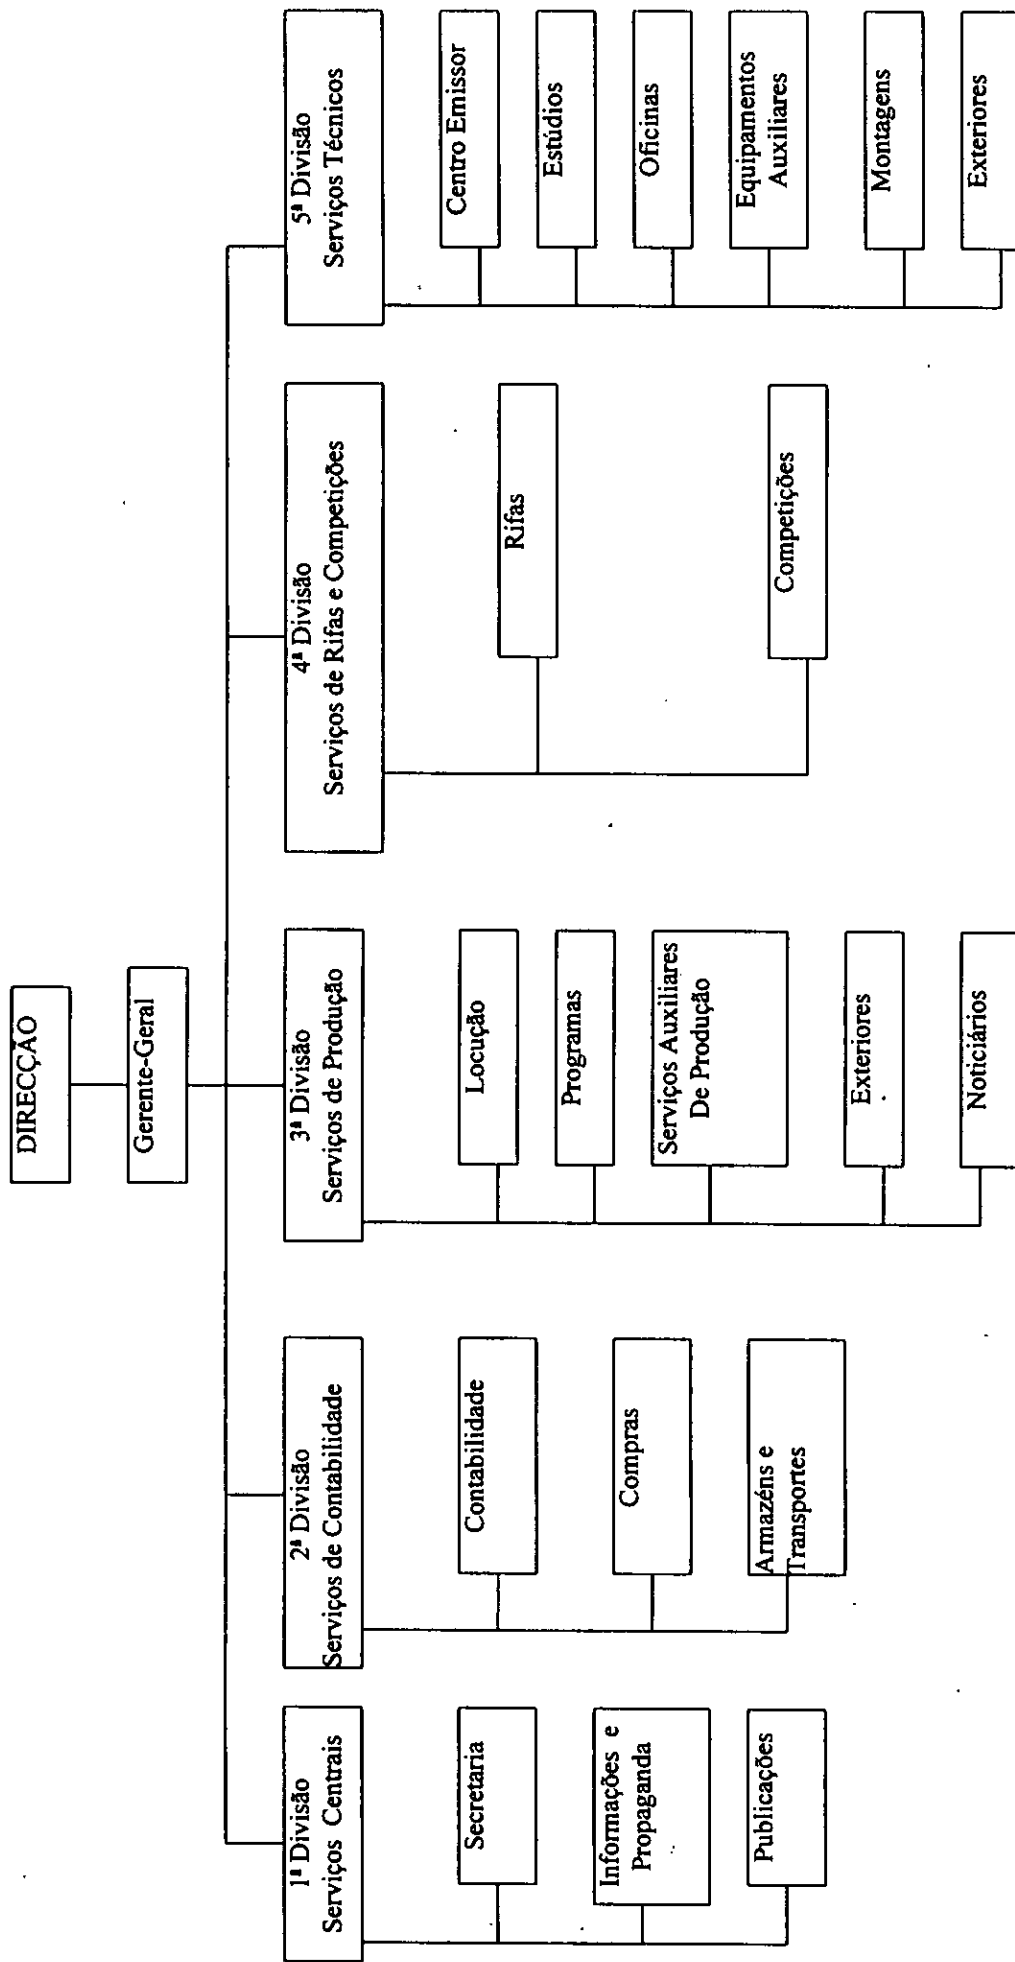 DIRECÇÃO
Gerente-Geral
1ª Divisão
Serviços Centrais
Secretaria
Informações e
Propaganda
Publicações
2ª Divisão
Serviços de Contabilidade
Contabilidade
Compras
Armazéns e
Transportes
3ª Divisão
Serviços de Produção
Locução
Programas
Serviços Auxiliares
De Produção
Exteriores
Noticiários
4ª Divisão
Serviços de Rifas e Competições
Rifas
Competições
5ª Divisão
Serviços Técnicos
Centro Emissor
Estúdios
Oficinas
Equipamentos
Auxiliares
Montagens
Exteriores